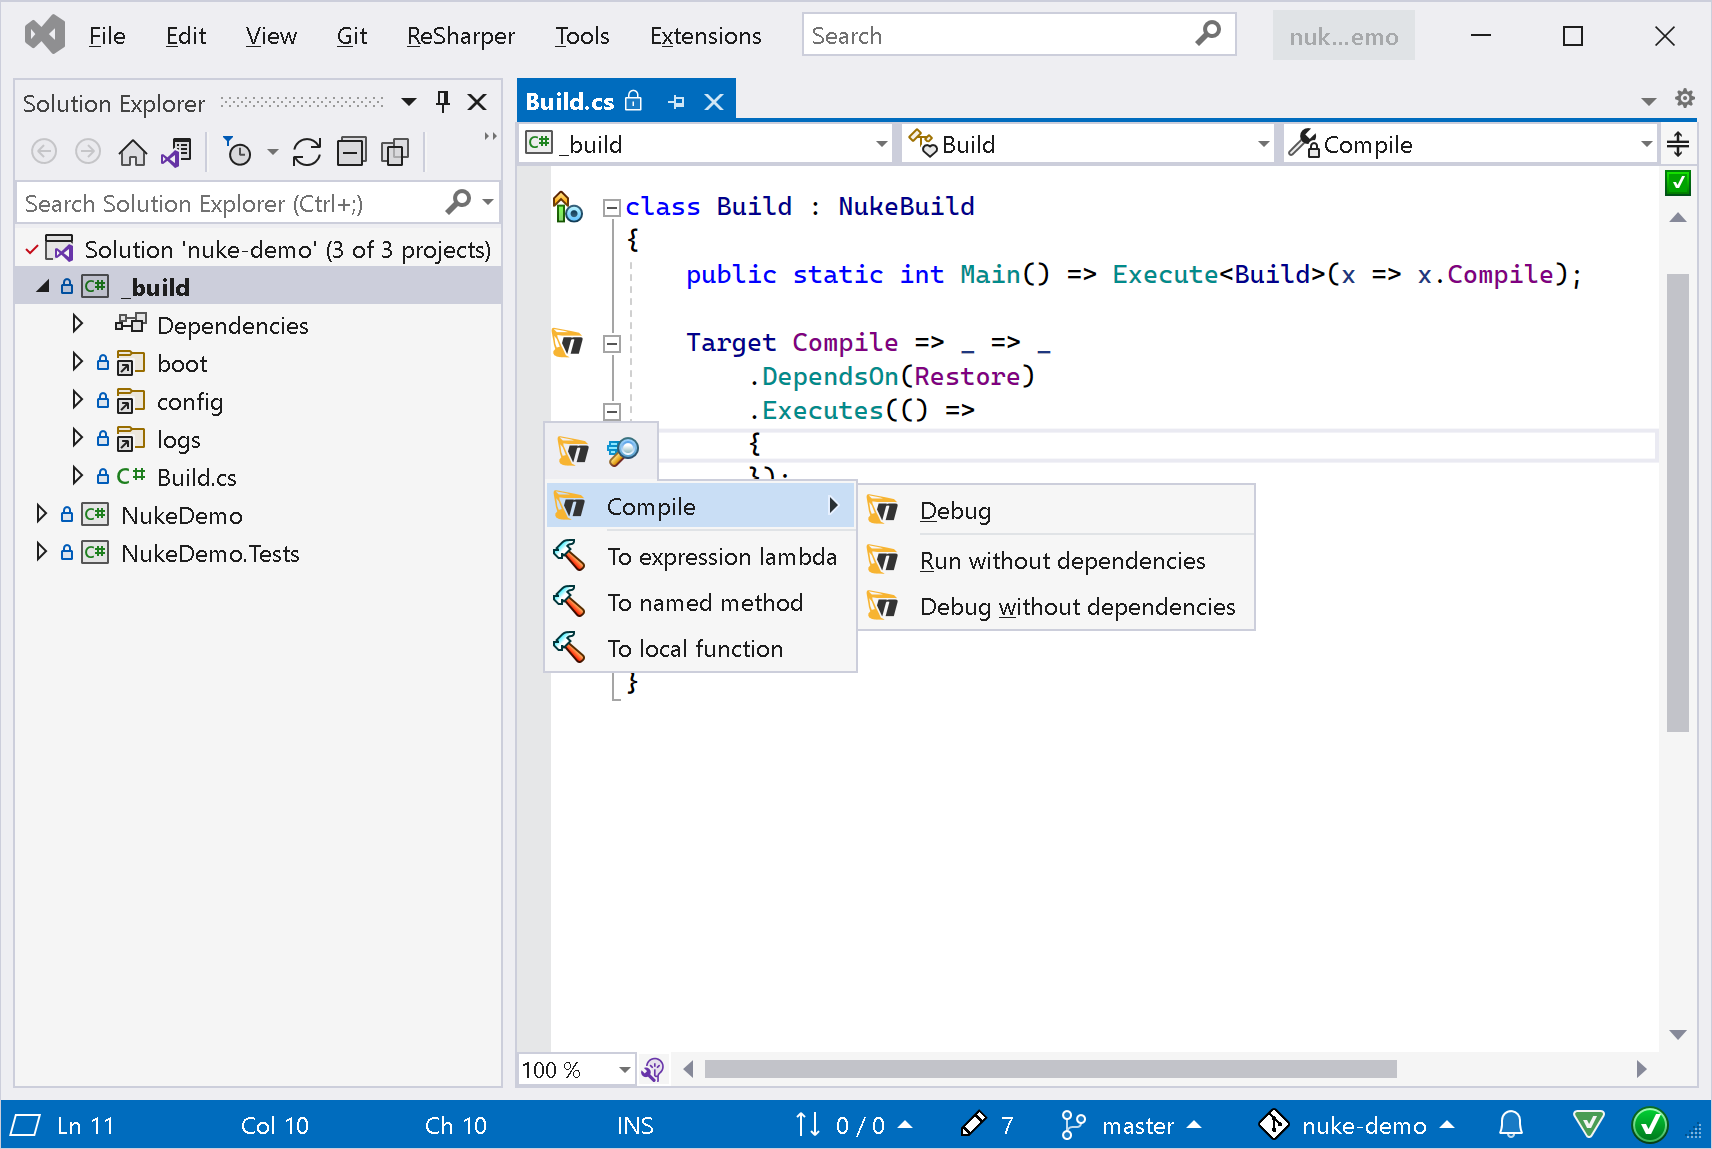 File Edit View Git ReSharper Tools Extensions Search nuk...emo
Solution Explorer
Search Solution Explorer (Ctrl+;)
Solution 'nuke-demo' (3 of 3 projects)
C# _build
Dependencies
boot
config
logs
C# Build.cs
C# NukeDemo
C# NukeDemo.Tests
Build.cs
C# _build Build Compile
class Build : NukeBuild
{
public static int Main() => Execute<Build>(x => x.Compile);
Target Compile => _ => _
.DependsOn(Restore)
.Executes(() =>
{
});
Compile
To expression lambda
To named method
To local function
Debug
Run without dependencies
Debug without dependencies
}
100 %
Ln 11 Col 10 Ch 10 INS 0 / 0 7 master nuke-demo